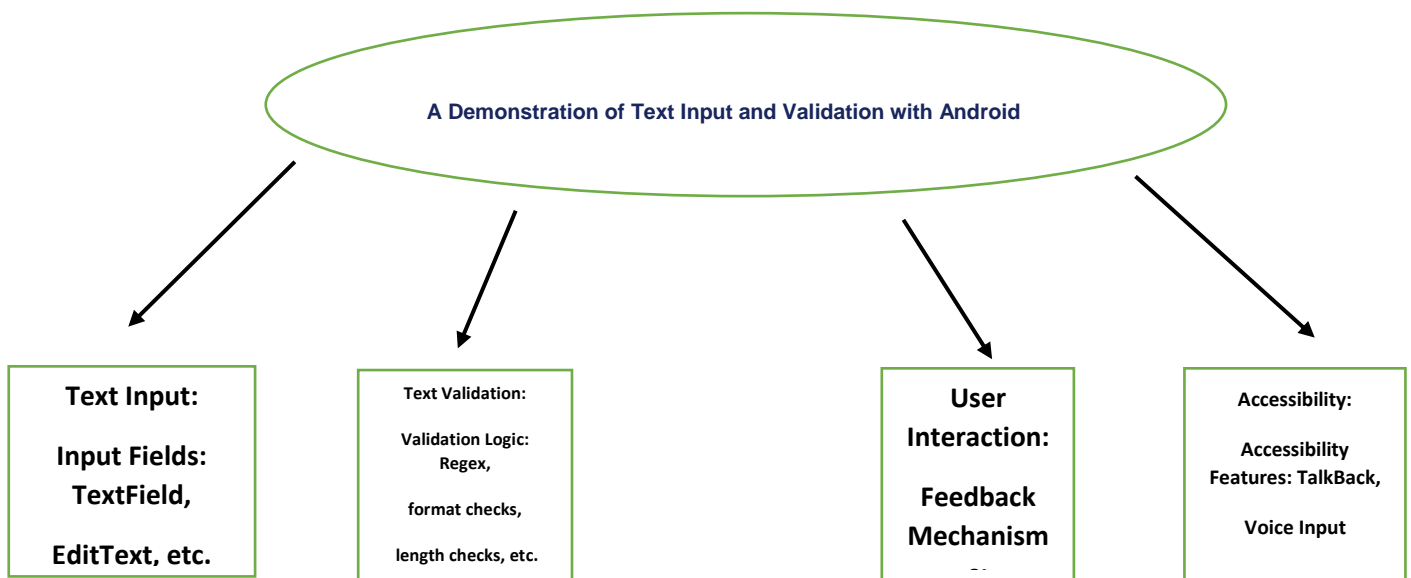 A Demonstration of Text Input and Validation with Android
Text Input:
Input Fields:
TextField,
EditText, etc.
Text Validation:
Validation Logic:
Regex,
format checks,
length checks, etc.
User
Interaction:
Feedback
Mechanism
Accessibility:
Accessibility
Features: TalkBack,
Voice Input